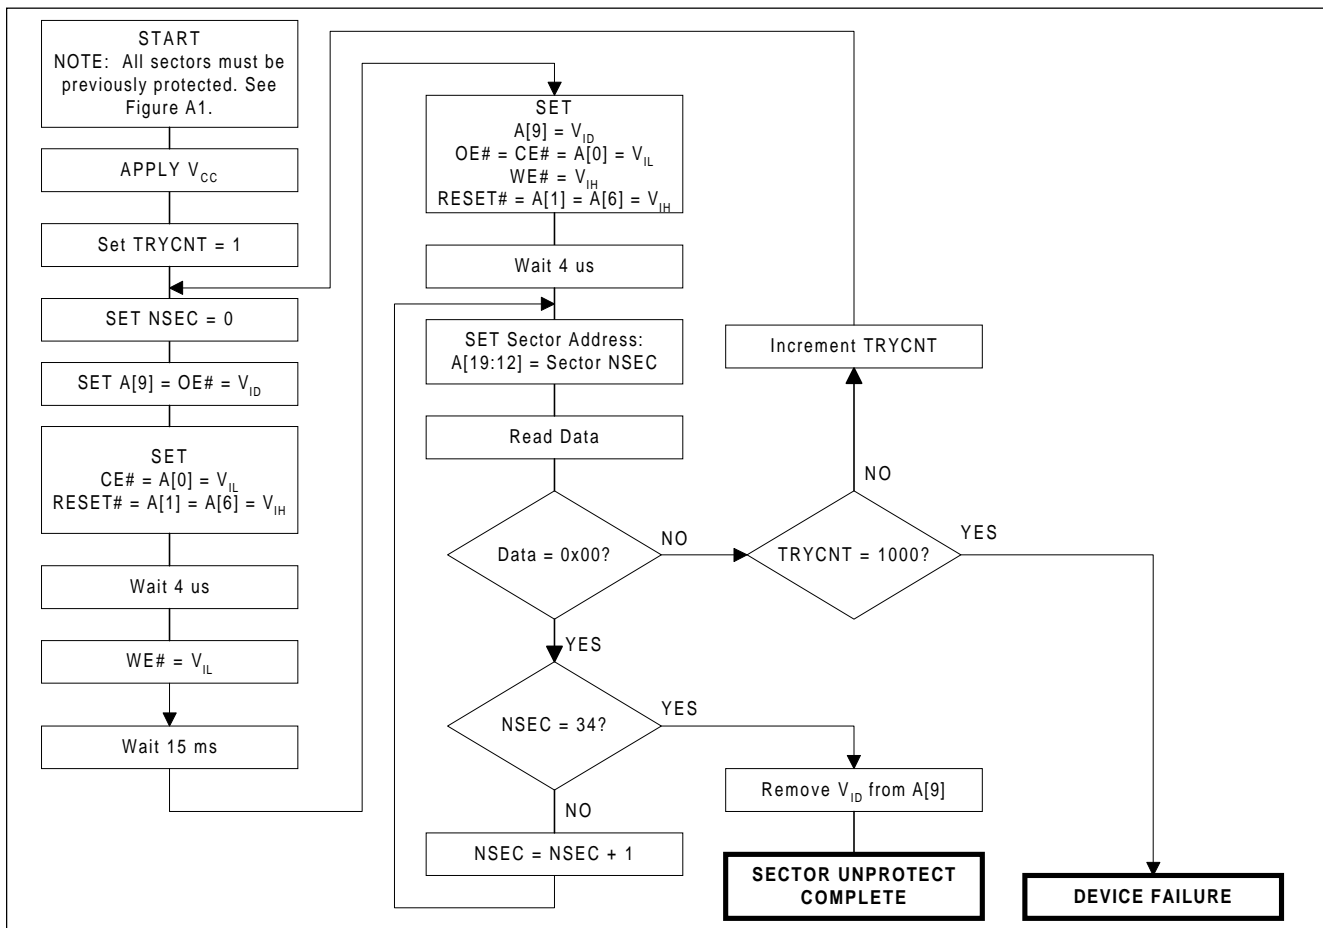 START
NOTE: All sectors must be
previously protected. See
Figure A1.
APPLY VCC
Set TRYCNT = 1
SET NSEC = 0
SET A[9] = OE# = VID
SET
CE# = A[0] = VIL
RESET# = A[1] = A[6] = VIH
Wait 4 us
WE# = VIL
Wait 15 ms
SET
A[9] = VID
OE# = CE# = A[0] = VIL
WE# = VIH
RESET# = A[1] = A[6] = VIH
Wait 4 us
SET Sector Address:
A[19:12] = Sector NSEC
Read Data
Data = 0x00?
NO
YES
NSEC = 34?
YES
NO
NSEC = NSEC + 1
Increment TRYCNT
NO
TRYCNT = 1000?
YES
Remove VID from A[9]
SECTOR UNPROTECT
COMPLETE
DEVICE FAILURE